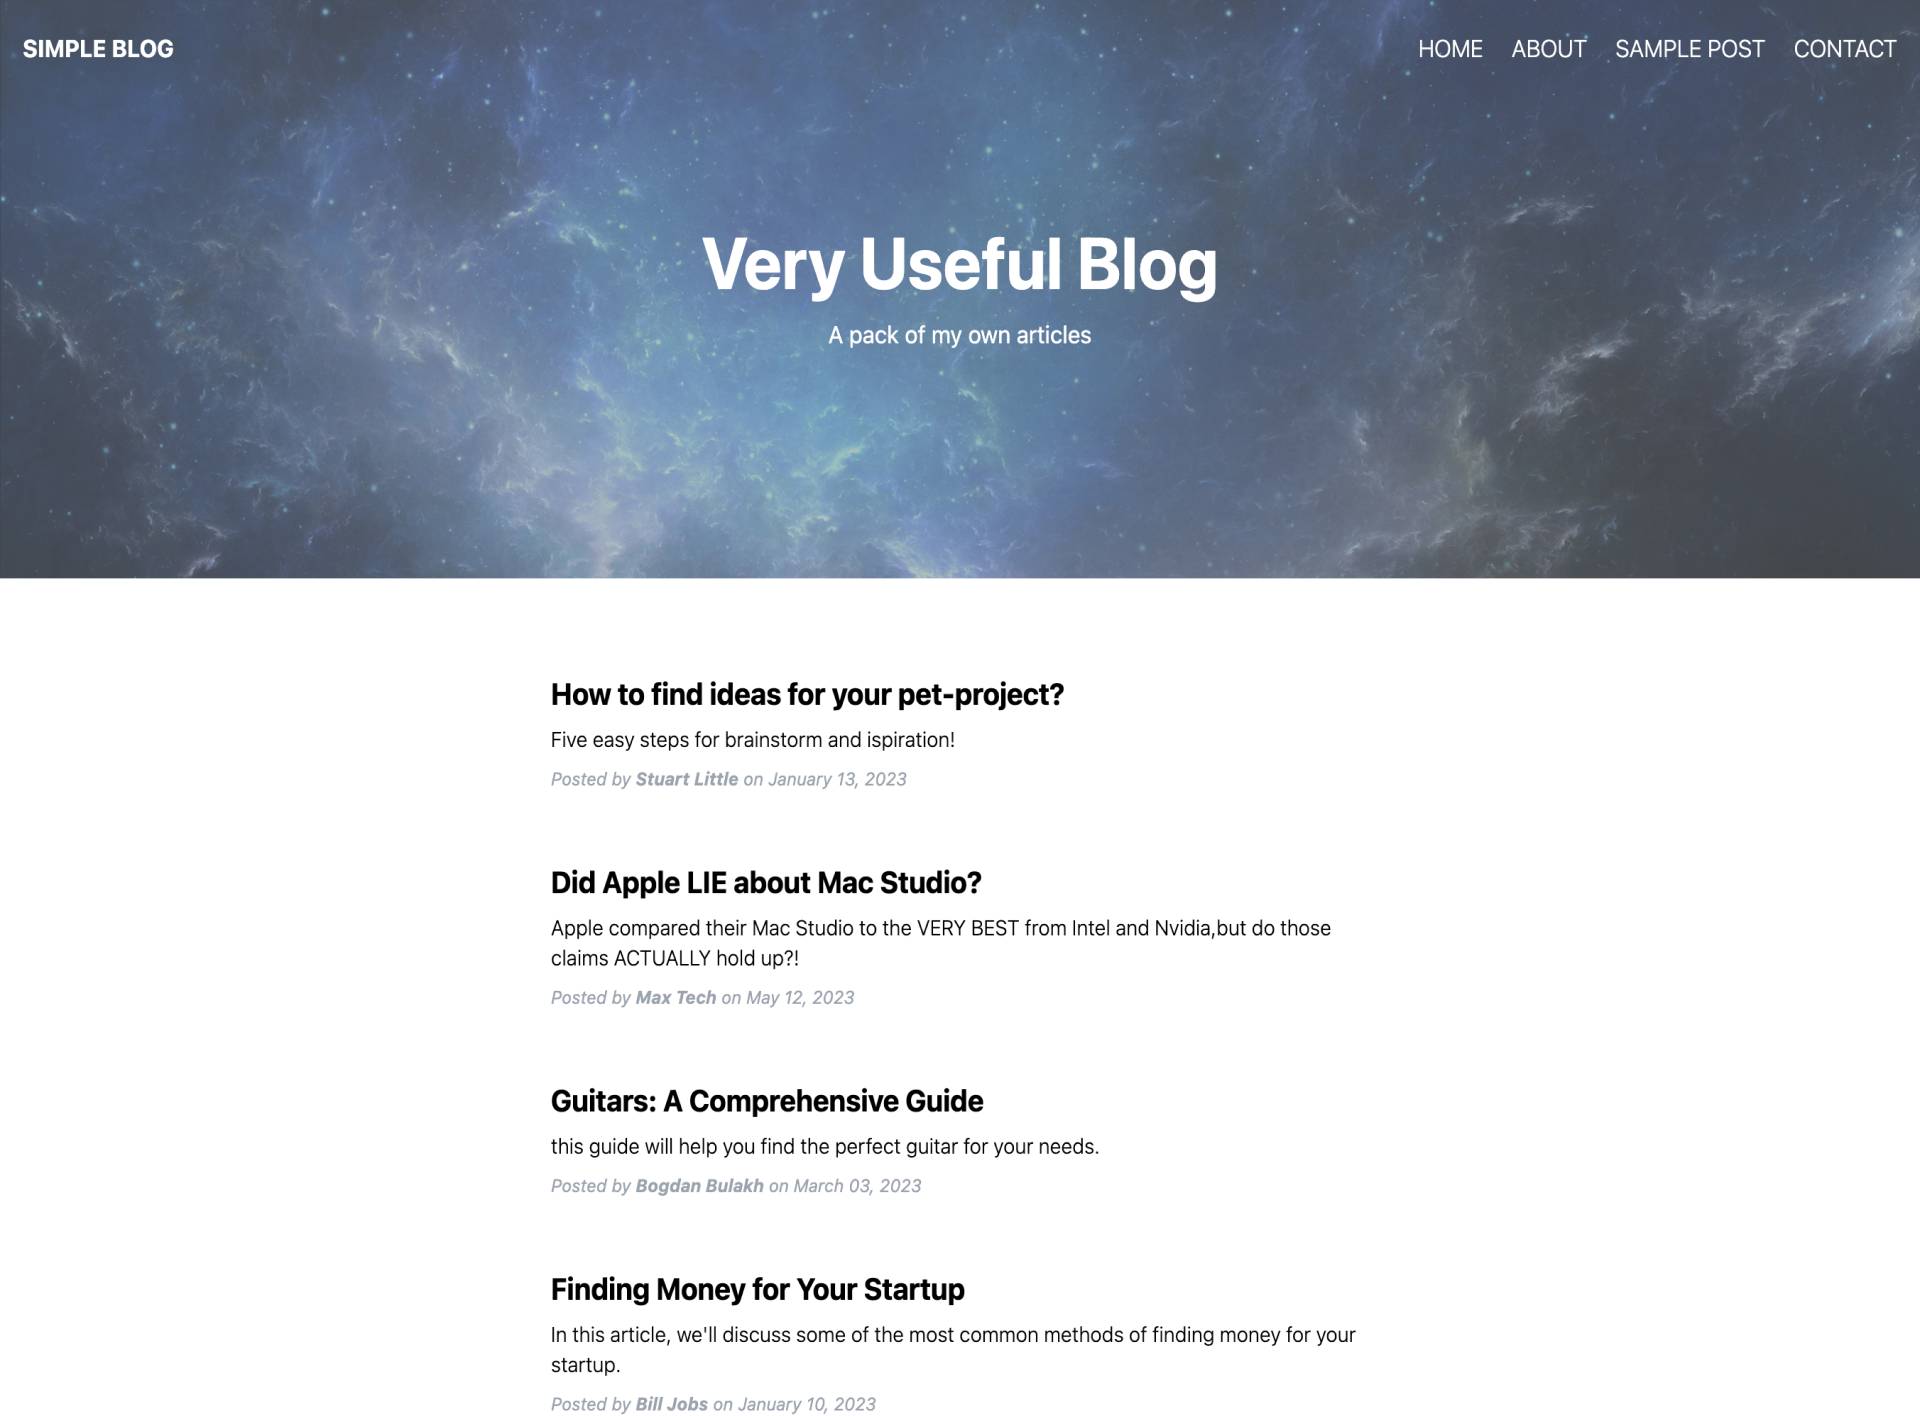 SIMPLE BLOG
HOME ABOUT SAMPLE POST CONTACT
Very Useful Blog
A pack of my own articles
How to find ideas for your pet-project?
Five easy steps for brainstorm and ispiration!
Posted by Stuart Little on January 13, 2023
Did Apple LIE about Mac Studio?
Apple compared their Mac Studio to the VERY BEST from Intel and Nvidia,but do those
claims ACTUALLY hold up?!
Posted by Max Tech on May 12, 2023
Guitars: A Comprehensive Guide
this guide will help you find the perfect guitar for your needs.
Posted by Bogdan Bulakh on March 03, 2023
Finding Money for Your Startup
In this article, we'll discuss some of the most common methods of finding money for your
startup.
Posted by Bill Jobs on January 10, 2023